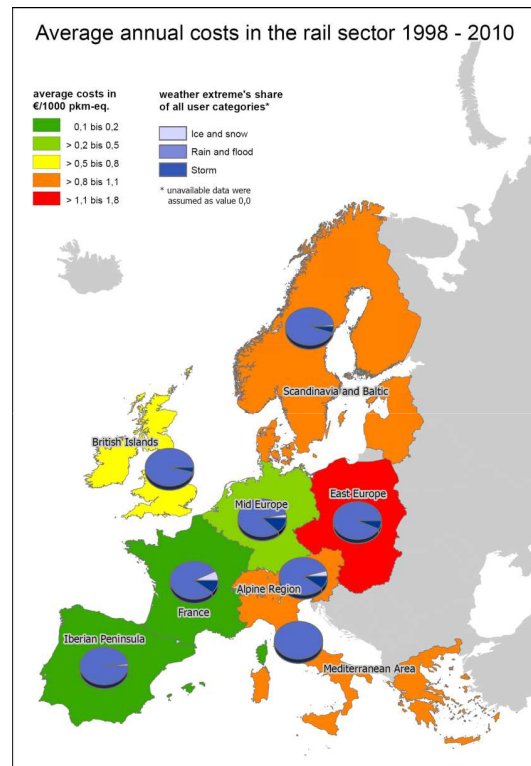 Average annual costs in the rail sector 1998 - 2010
average costs in
€/1000 pkm-eq.
0,1 bis 0,2
> 0,2 bis 0,5
> 0,5 bis 0,8
> 0,8 bis 1,1
> 1,1 bis 1,8
weather extreme's share
of all user categories*
Ice and snow
Rain and flood
Storm
* unavailable data were
assumed as value 0,0
Scandinavia and Baltic
British Islands
Mid Europe
East Europe
Alpine Region
France
Iberian Peninsula
Mediterranean Area